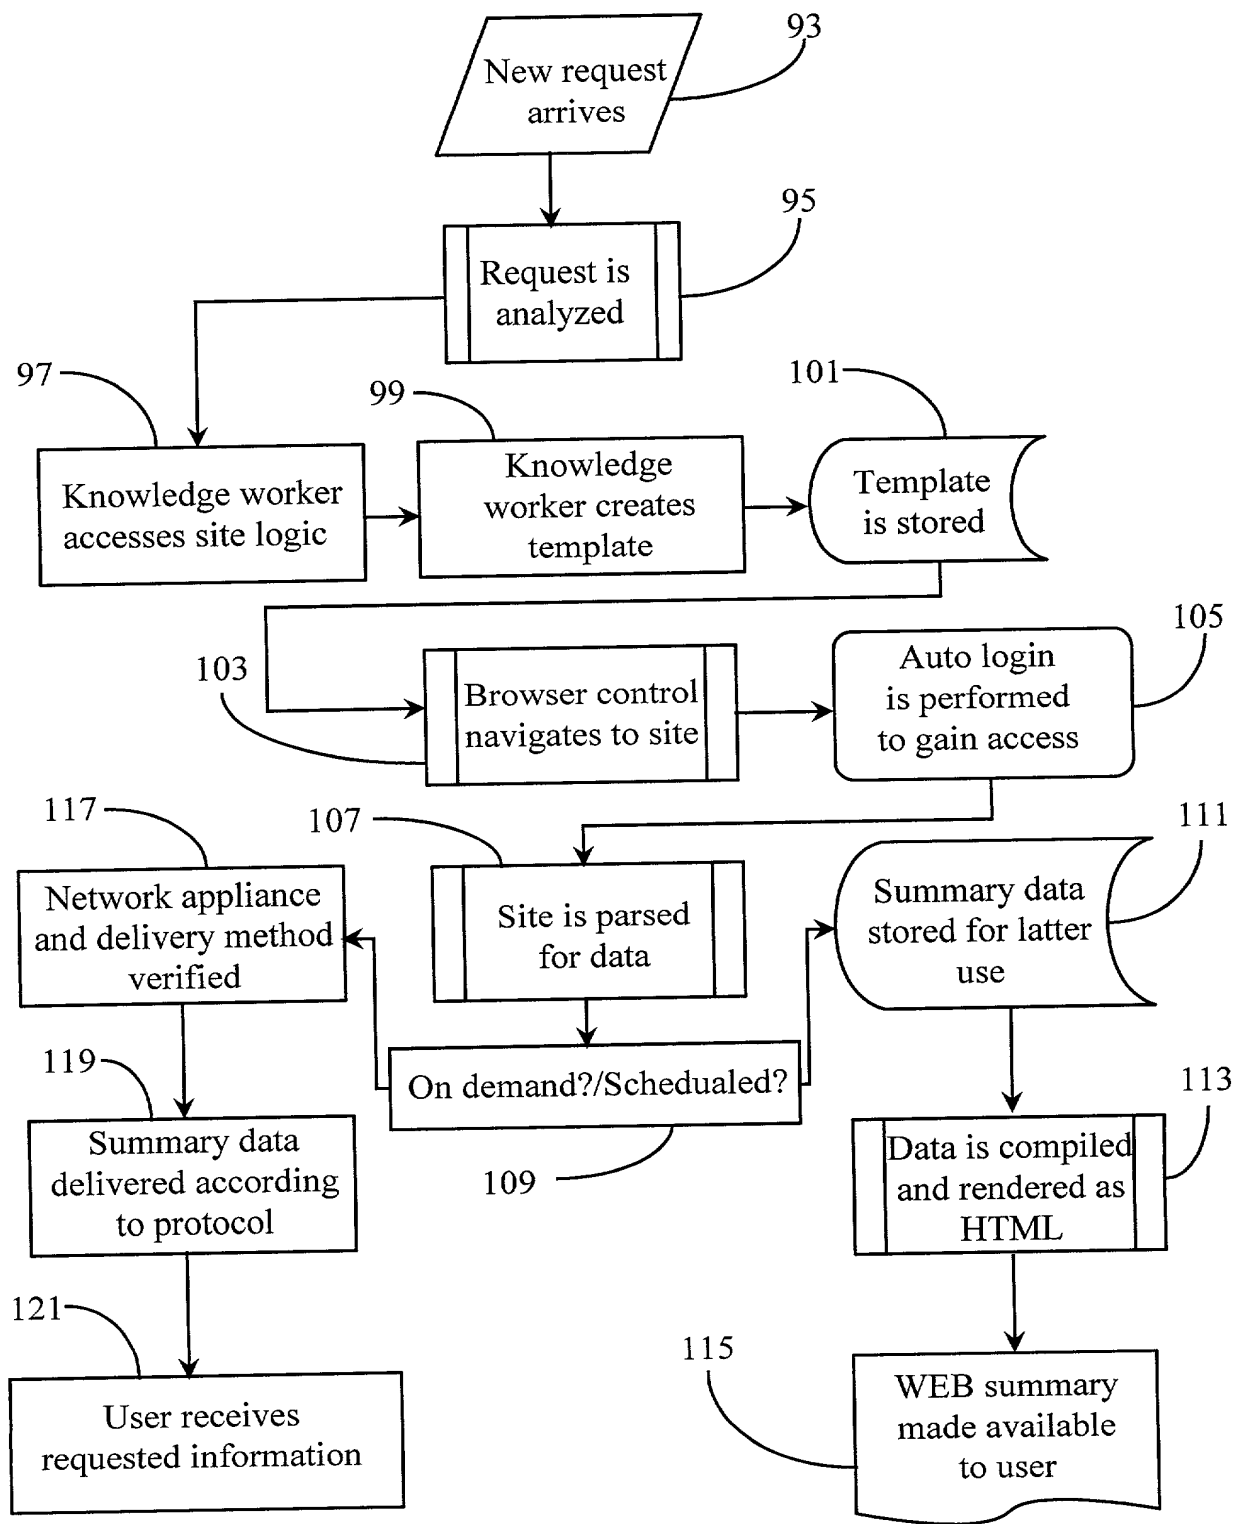 93
New request
arrives
95
Request is
analyzed
97
99
101
Knowledge worker
accesses site logic
Knowledge
worker creates
template
Template
is stored
103
105
Browser control
navigates to site
Auto login
is performed
to gain access
117
107
111
Network appliance
and delivery method
verified
Site is parsed
for data
Summary data
stored for latter
use
119
On demand?/Schedualed?
113
Summary data
delivered according
to protocol
109
Data is compiled
and rendered as
HTML
121
115
User receives
requested information
WEB summary
made available
to user